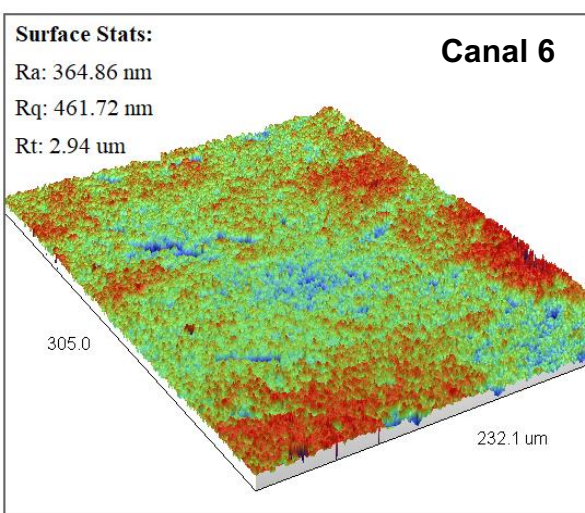 Surface Stats:
Ra: 364.86 nm
Rq: 461.72 nm
Rt: 2.94 um
Canal 6
305.0
232.1 um